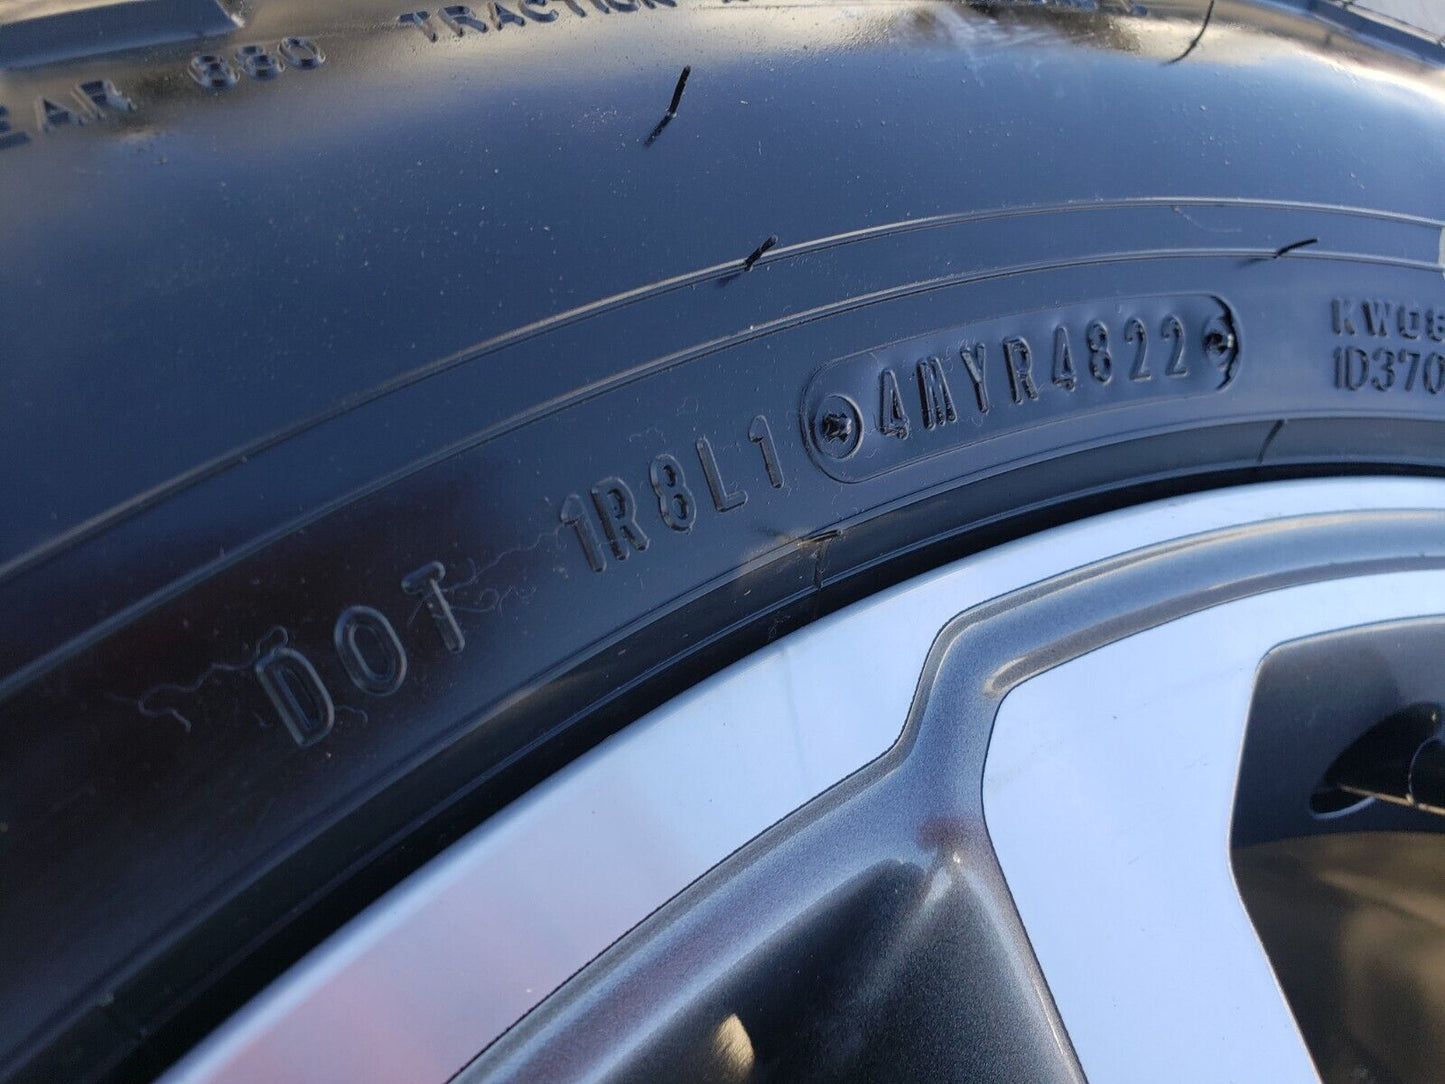 EAR 880 TRACTION A
DOT 1R8L1 4MYR4822
KW08
1D370